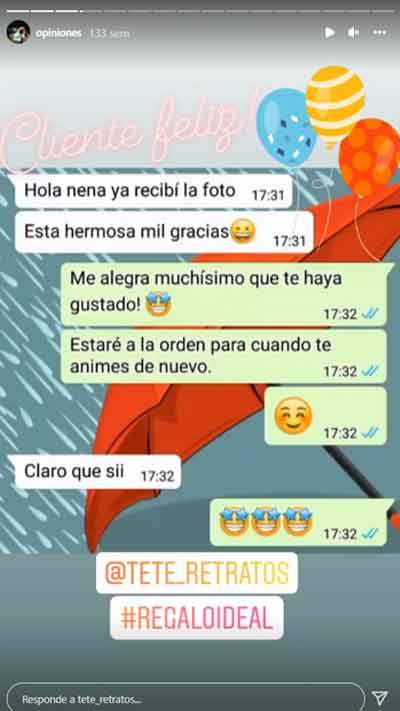 opiniones 133 sem
Cliente feliz!
Hola nena ya recibí la foto 17:31
Esta hermosa mil gracias😀 17:31
Me alegra muchísimo que te haya
gustado! 🤩 17:32
Estaré a la orden para cuando te
animes de nuevo. 17:32
☺️ 17:32
Claro que sii 17:32
🤩🤩🤩 17:32
@TETE_RETRATOS
#REGALOIDEAL
Responde a tete_retratos...